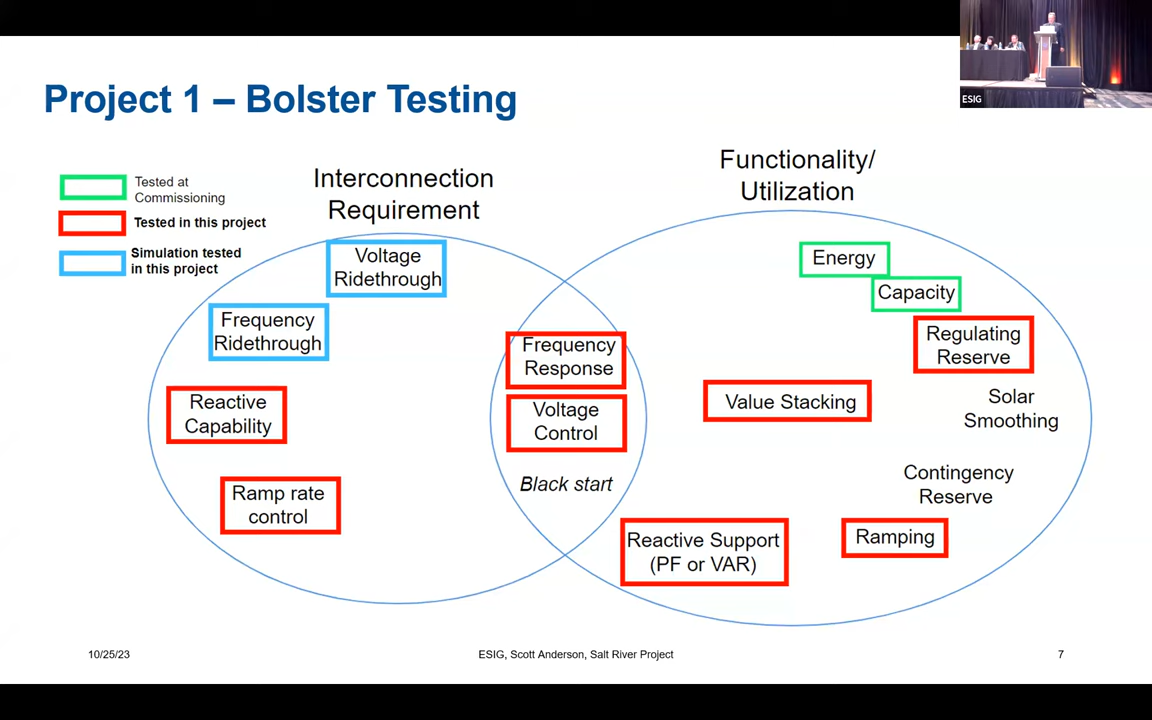 ESIG
Project 1 – Bolster Testing
Tested at
Commissioning
Tested in this project
Simulation tested
in this project
Interconnection
Requirement
Functionality/
Utilization
Voltage
Ridethrough
Frequency
Ridethrough
Reactive
Capability
Ramp rate
control
Frequency
Response
Voltage
Control
Black start
Energy
Capacity
Regulating
Reserve
Value Stacking
Solar
Smoothing
Contingency
Reserve
Ramping
Reactive Support
(PF or VAR)
10/25/23
ESIG, Scott Anderson, Salt River Project
7